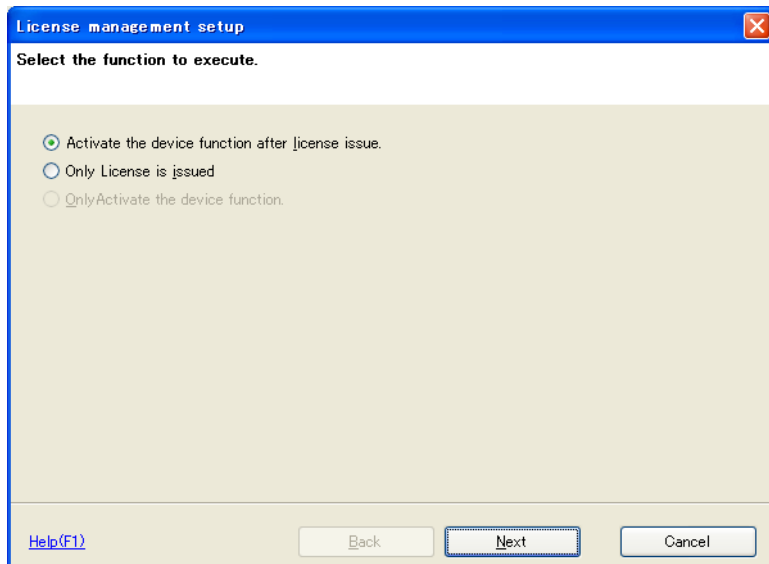 License management setup
Select the function to execute.
Activate the device function after license issue.
Only License is issued
OnlyActivate the device function.
Help(F1)
Back
Next
Cancel